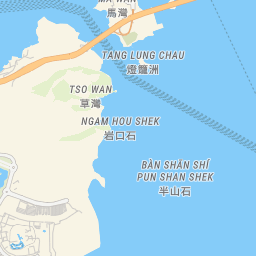 MA WAN
馬灣
TANG LUNG CHAU
燈籠洲
TSO WAN
草灣
NGAM HOU SHEK
岩口石
BÀN SHÀN SHÍ
PUN SHAN SHEK
半山石